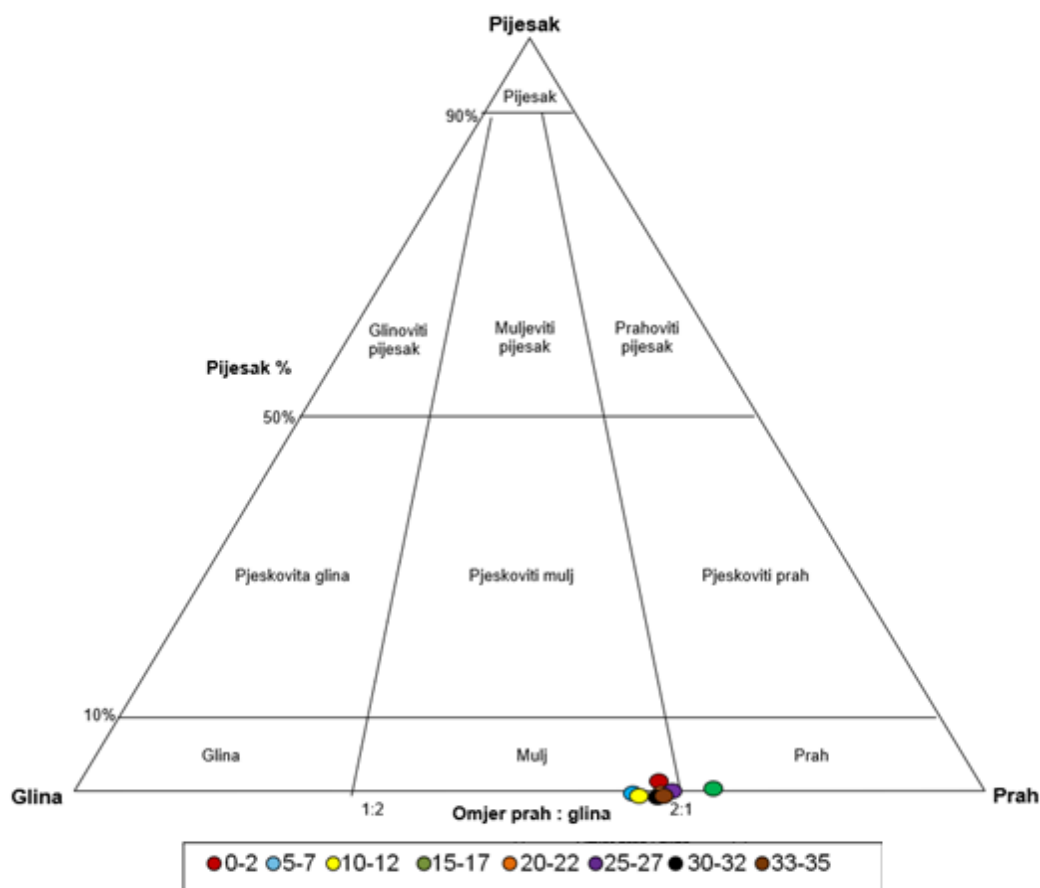 Pijesak
Pijesak
90%
Glinoviti
pijesak
Muljeviti
pijesak
Prahoviti
pijesak
Pijesak %
50%
Pjeskovita glina
Pjeskoviti mulj
Pjeskoviti prah
10%
Glina
Mulj
Prah
Glina
1:2
Omjer prah : glina
2:1
Prah
0-2 5-7 10-12 15-17 20-22 25-27 30-32 33-35